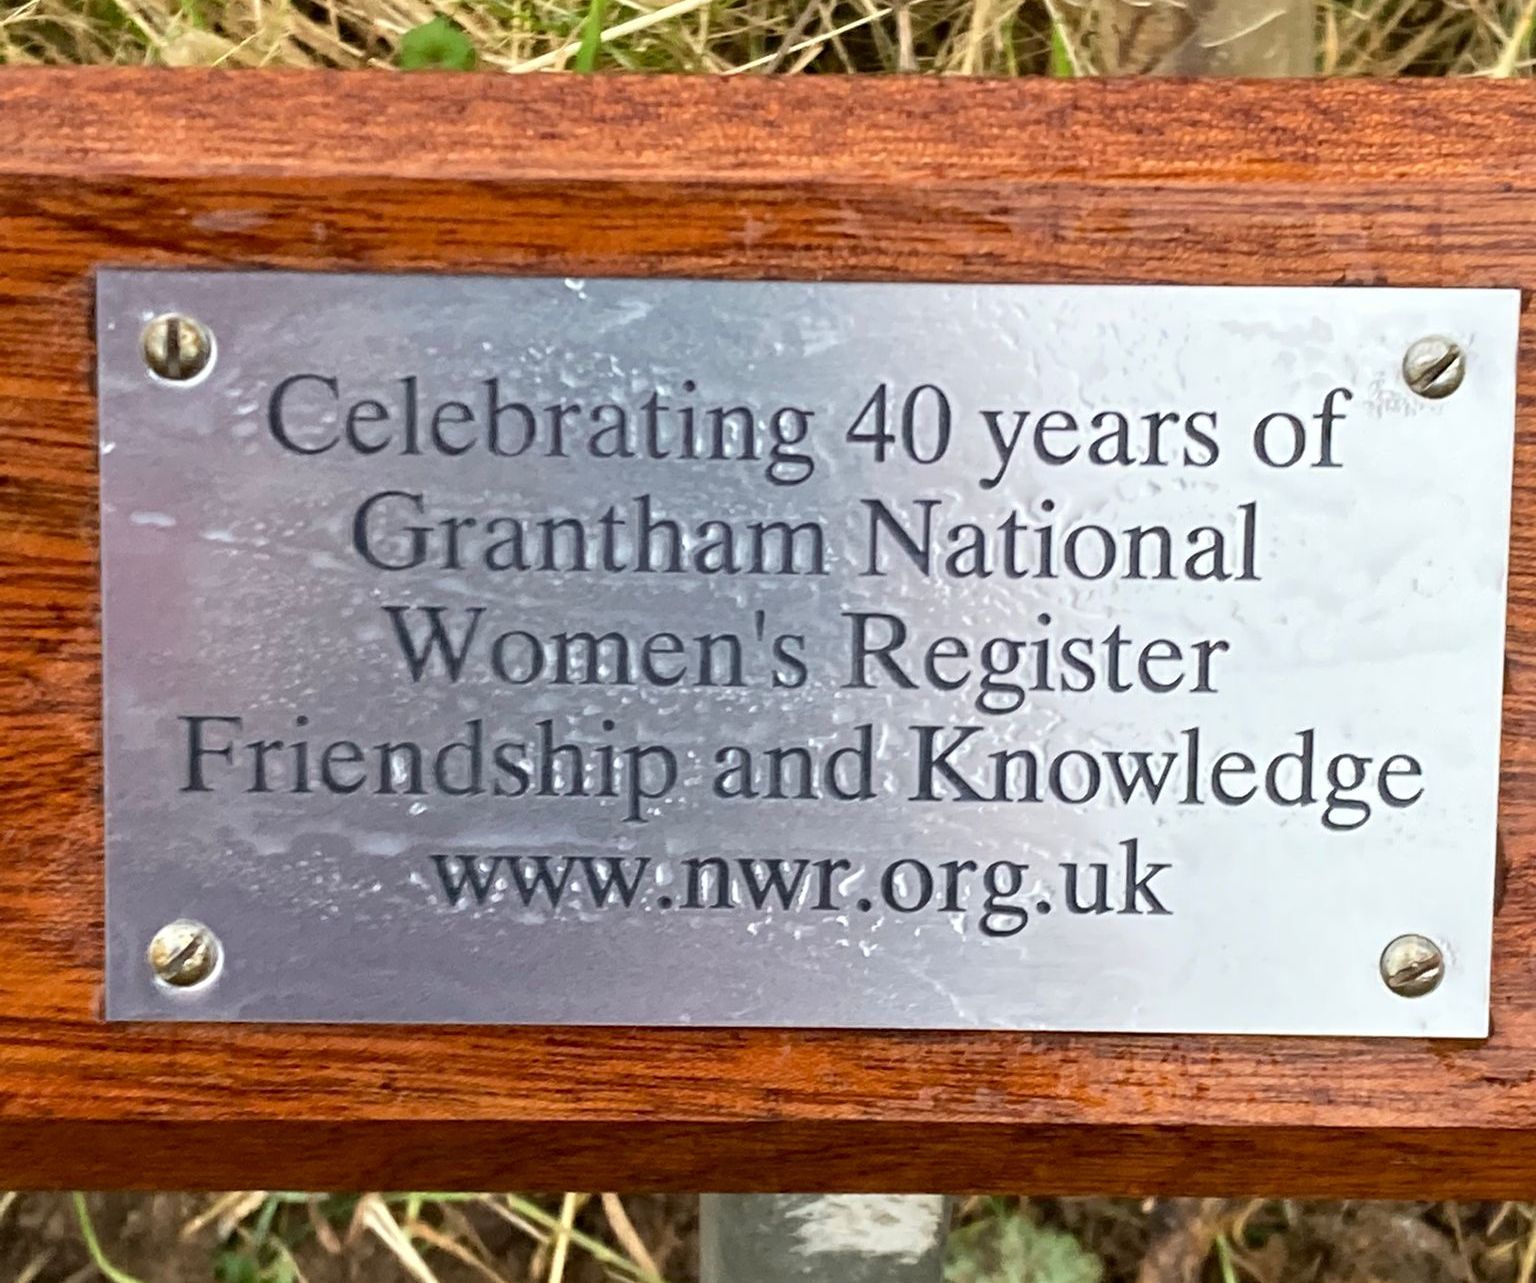 Celebrating 40 years of
Grantham National
Women's Register
Friendship and Knowledge
www.nwr.org.uk